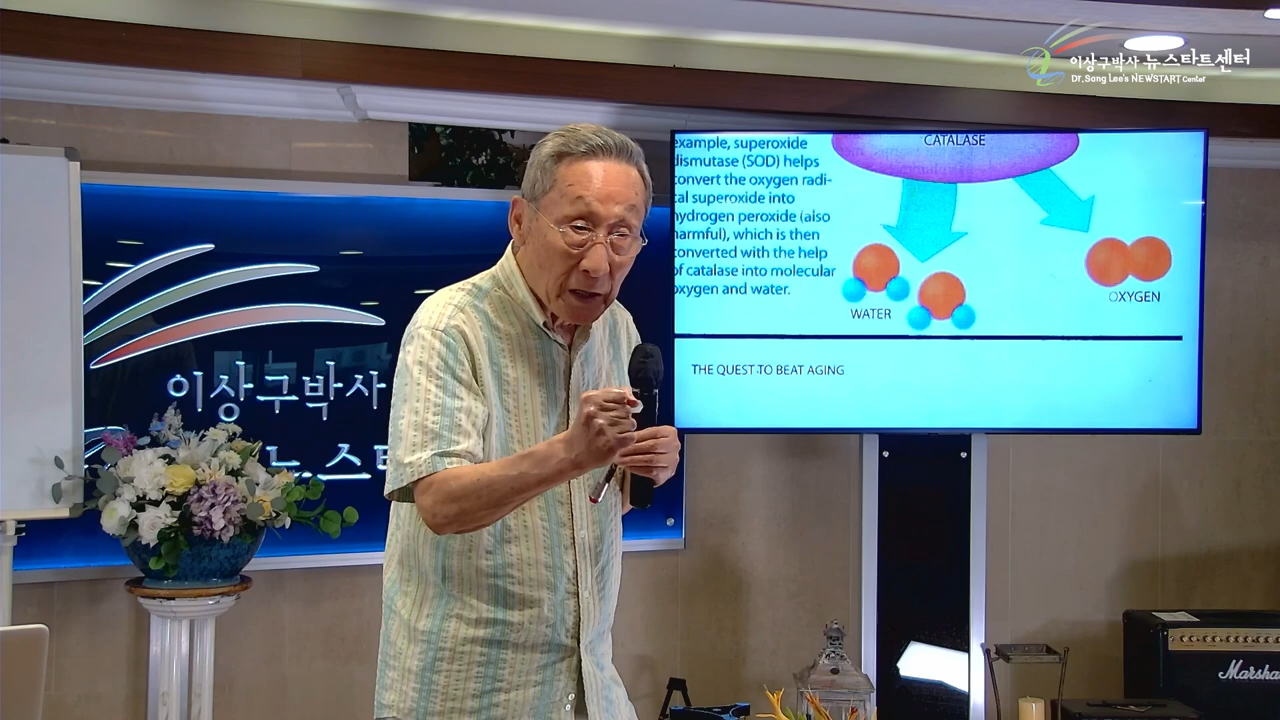 이상구박사 뉴스타트센터
Dr. Sang Lee's NEWSTART Center
CATALASE
example, superoxide
dismutase (SOD) helps
convert the oxygen radi-
cal superoxide into
hydrogen peroxide (also
harmful), which is then
converted with the help
of catalase into molecular
oxygen and water.
WATER
OXYGEN
THE QUEST TO BEAT AGING
이상구박사
뉴스타
Marsha